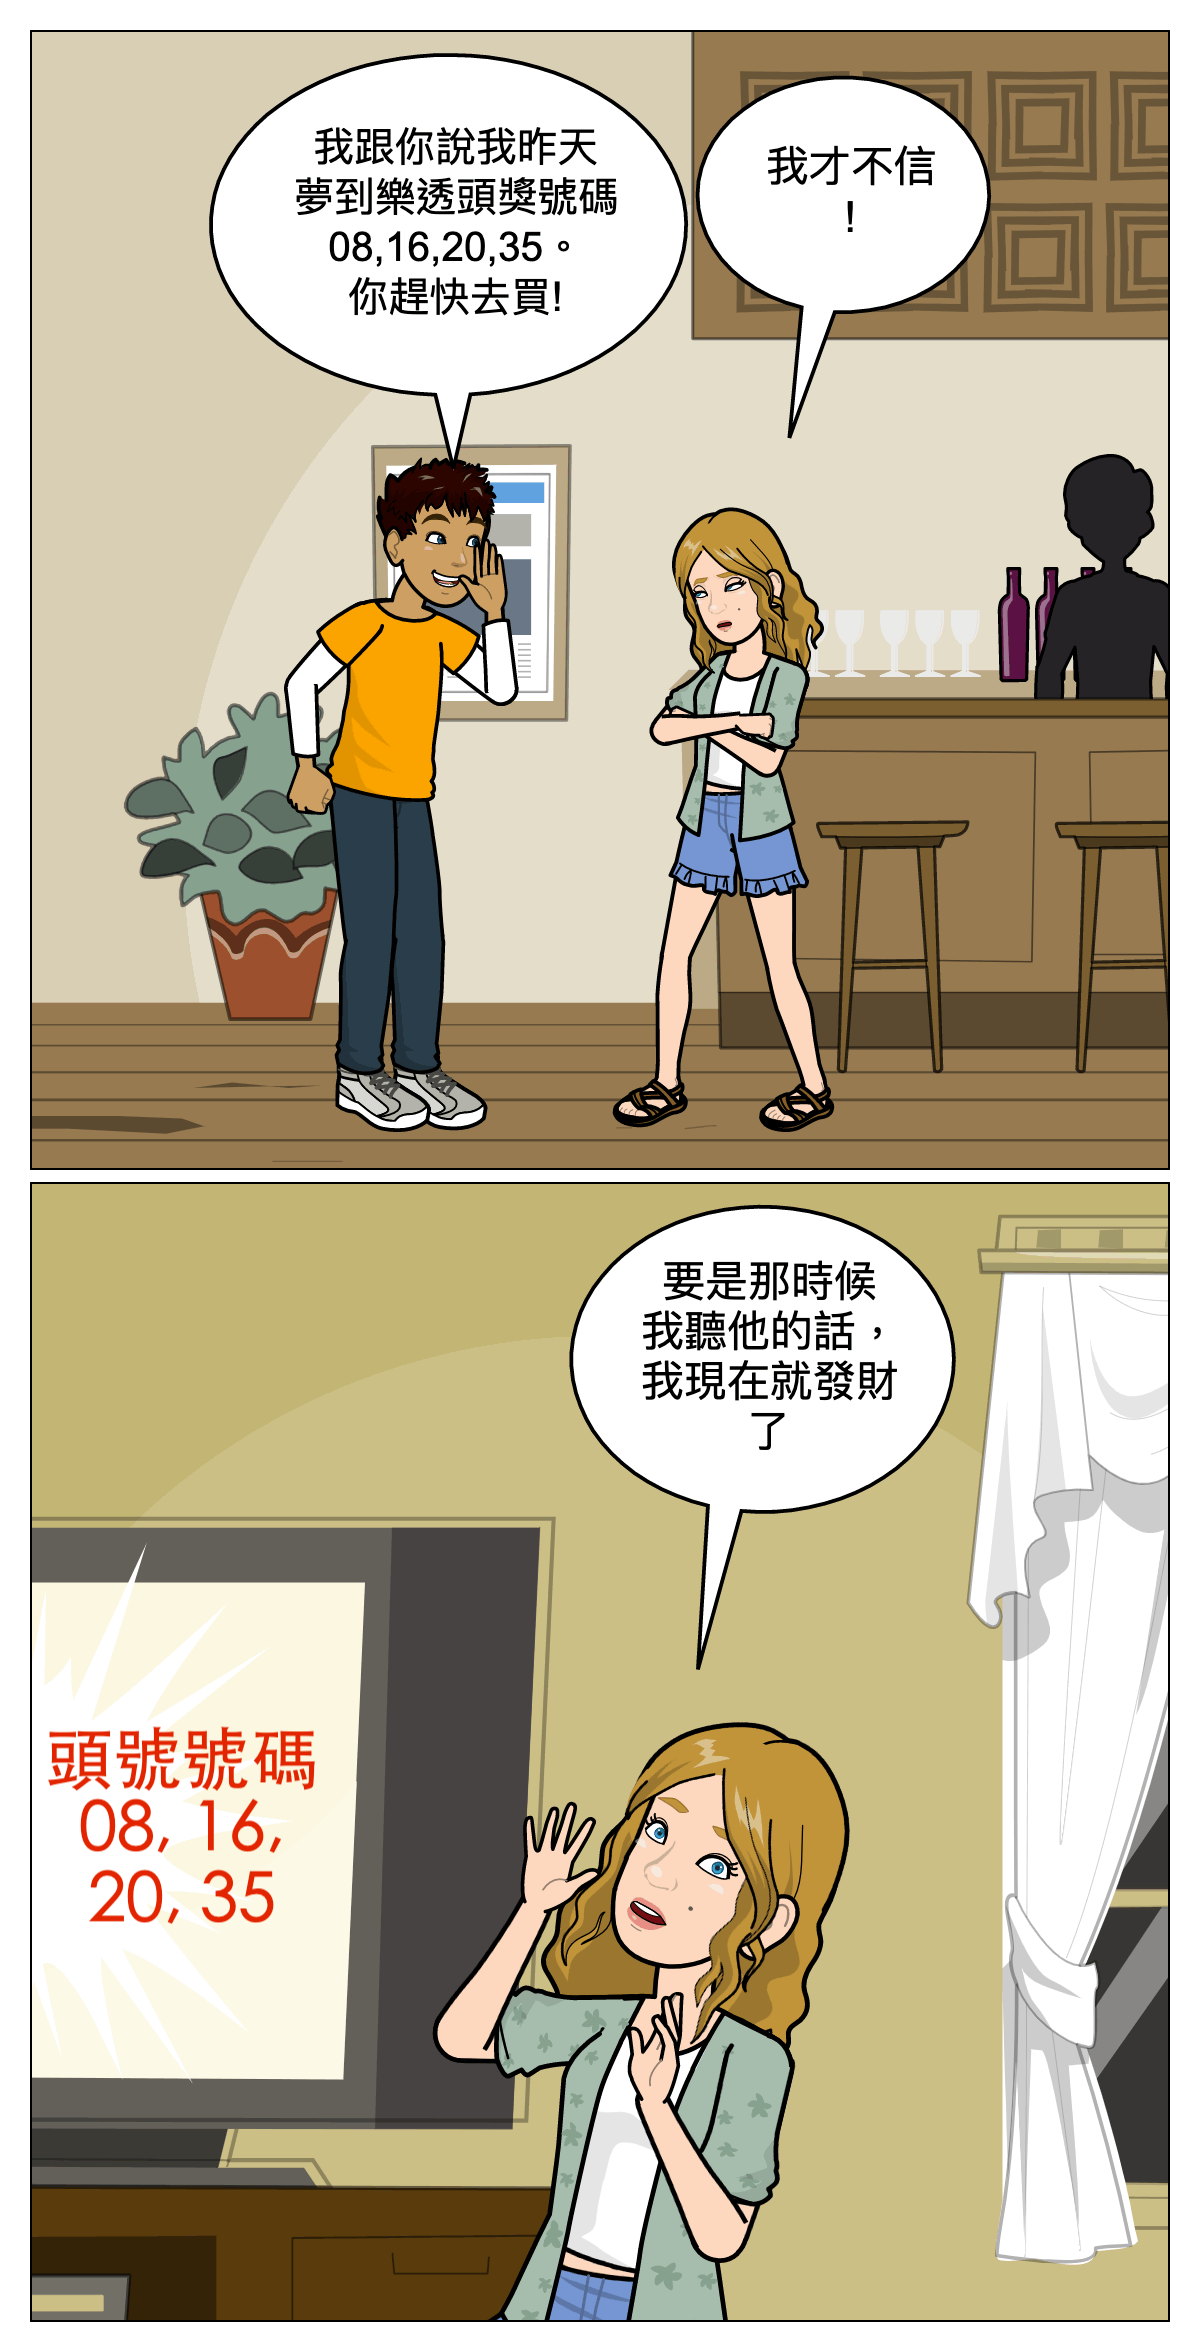 我跟你說我昨天
夢到樂透頭獎號碼
08,16,20,35。
你趕快去買!
我才不信
!
要是那時候
我聽他的話，
我現在就發財
了
頭號號碼
08, 16,
20, 35